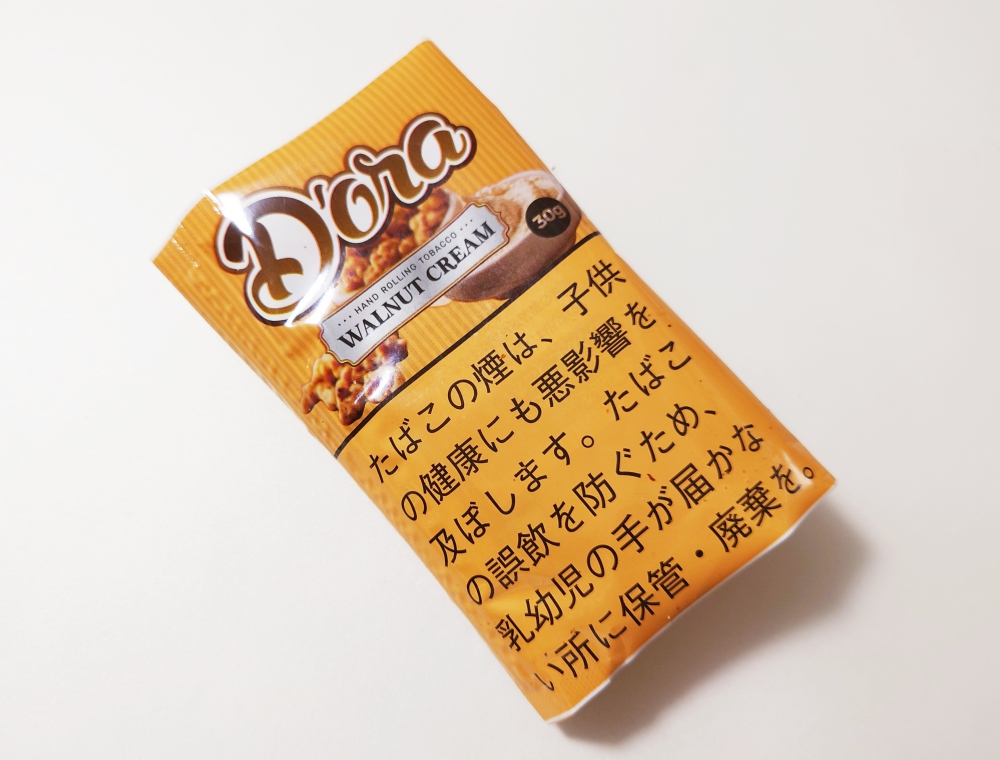 D'ora
••• HAND ROLLING TOBACCO •••
WALNUT CREAM
30g
たばこの煙は、子供
の健康にも悪影響を
及ぼします。たばこ
の誤飲を防ぐため、
乳幼児の手が届かな
い所に保管・廃棄を。